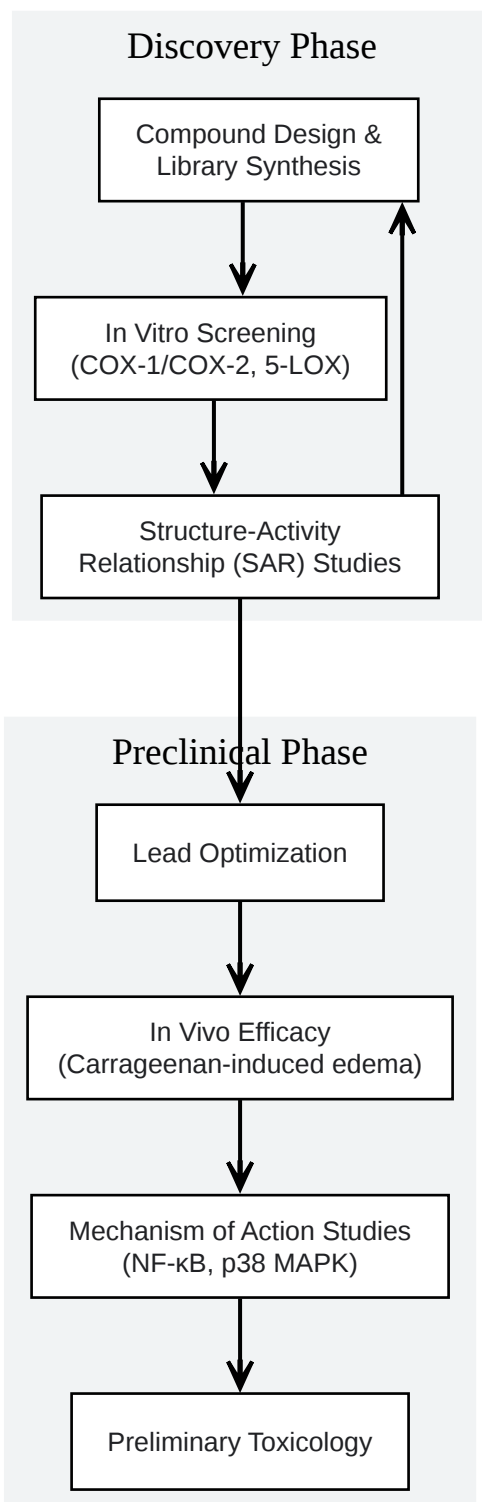 Discovery Phase
Compound Design &
Library Synthesis
In Vitro Screening
(COX-1/COX-2, 5-LOX)
Structure-Activity
Relationship (SAR) Studies
Preclinical Phase
Lead Optimization
In Vivo Efficacy
(Carrageenan-induced edema)
Mechanism of Action Studies
(NF-κB, p38 MAPK)
Preliminary Toxicology